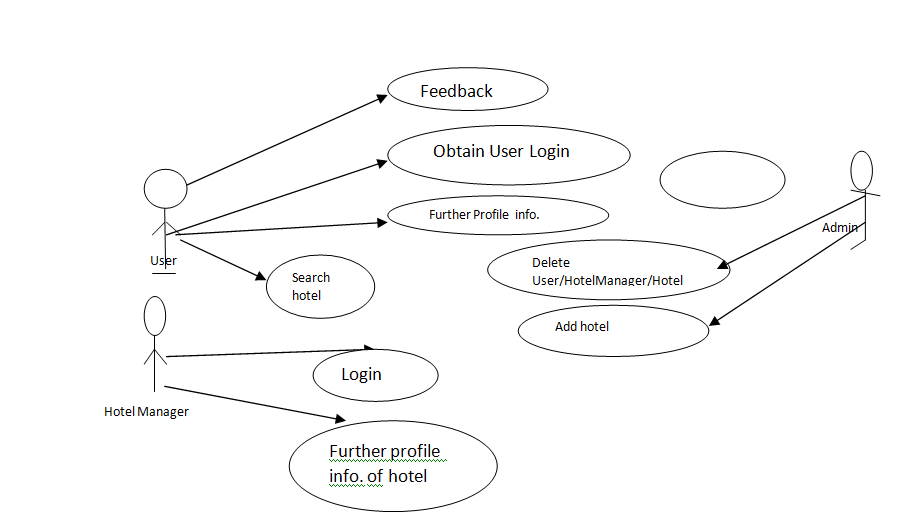 Feedback
Obtain User Login
Further Profile  info.
Admin
User
Delete
User/HotelManager/Hotel
Search
hotel
Add hotel
Login
Hotel Manager
Further profile
info. of hotel